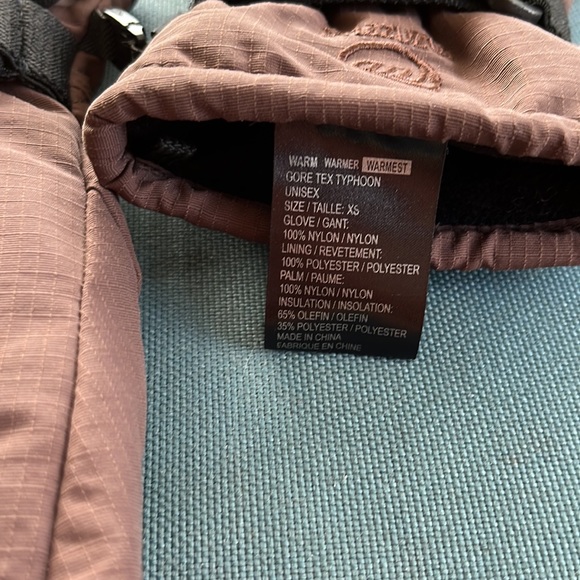 WARM WARMER WARMEST
GORE TEX TYPHOON
UNISEX
SIZE / TAILLE: XS
GLOVE / GANT:
100% NYLON / NYLON
LINING / REVETEMENT:
100% POLYESTER / POLYESTER
PALM / PAUME:
100% NYLON / NYLON
INSULATION / INSOLATION:
65% OLEFIN / OLEFIN
35% POLYESTER / POLYESTER
MADE IN CHINA
FABRIQUE EN CHINE